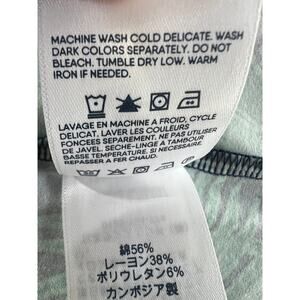 MACHINE WASH COLD DELICATE. WASH
DARK COLORS SEPARATELY. DO NOT
BLEACH. TUMBLE DRY LOW. WARM
IRON IF NEEDED.
LAVAGE EN MACHINE A FROID, CYCLE
DELICAT. LAVER LES COULEURS
FONCEES SEPAREMENT. NE PAS UTILISER
DE JAVEL. SECHE-LINGE A TAMBOUR
BASSE TEMPERATURE. SI NECESSAIRE
REPASSER A FER CHAUD.
綿56%
レーヨン38%
ポリウレタン6%
カンボジア製